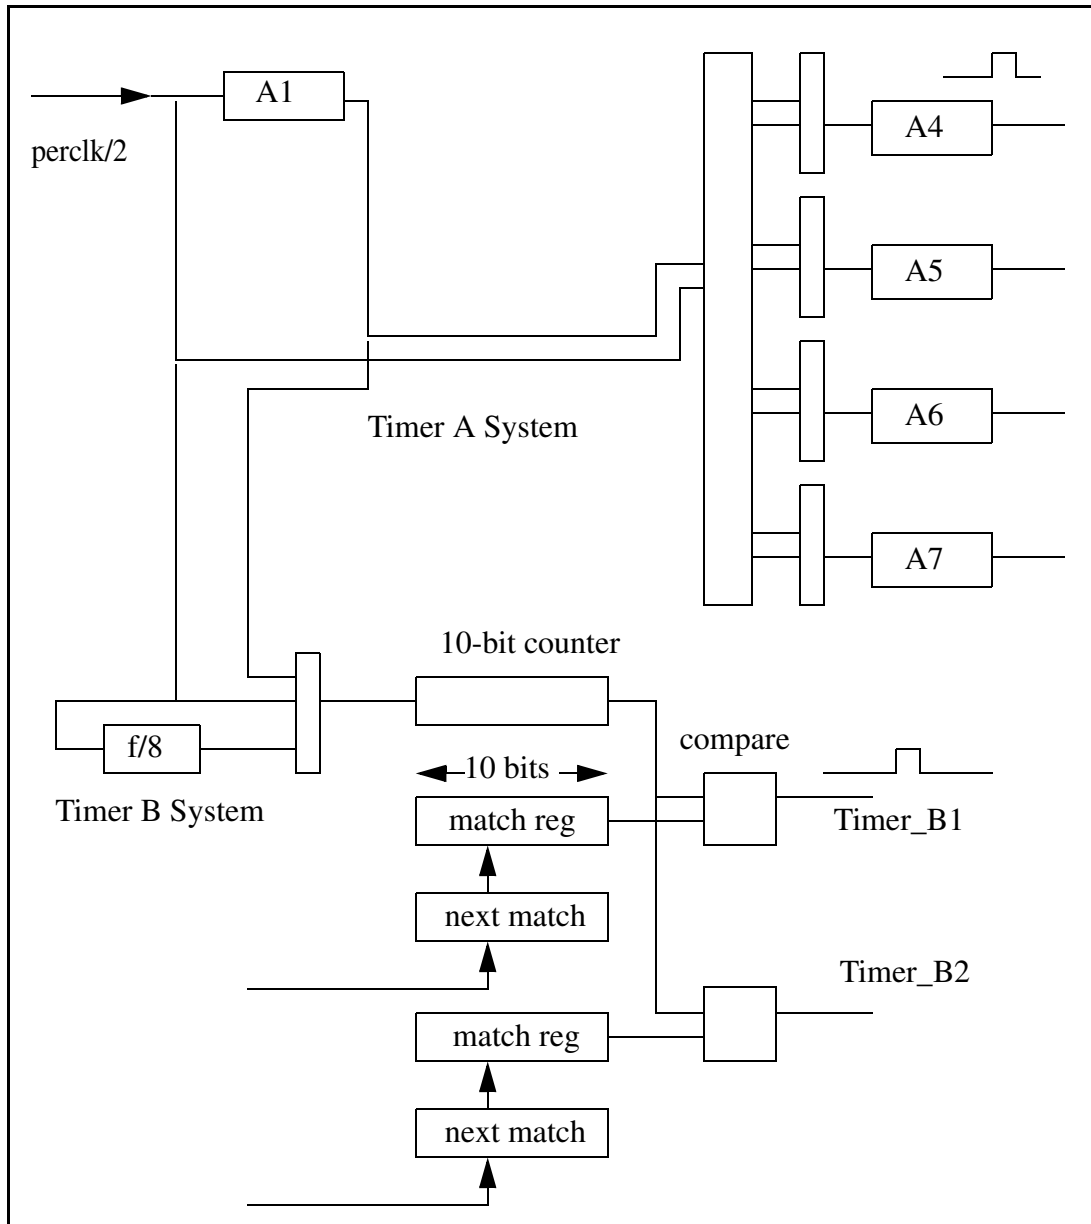 A1
perclk/2
A4
A5
A6
A7
Timer A System
10-bit counter
f/8
Timer B System
10 bits
compare
match reg
Timer_B1
next match
Timer_B2
match reg
next match